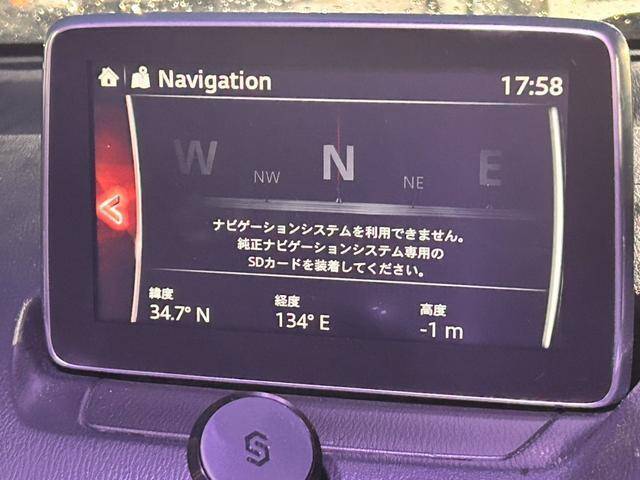 Navigation 17:58
W NW N NE E
ナビゲーションシステムを利用できません。
純正ナビゲーションシステム専用の
SDカードを装着してください。
緯度 経度 高度
34.7° N 134° E -1 m